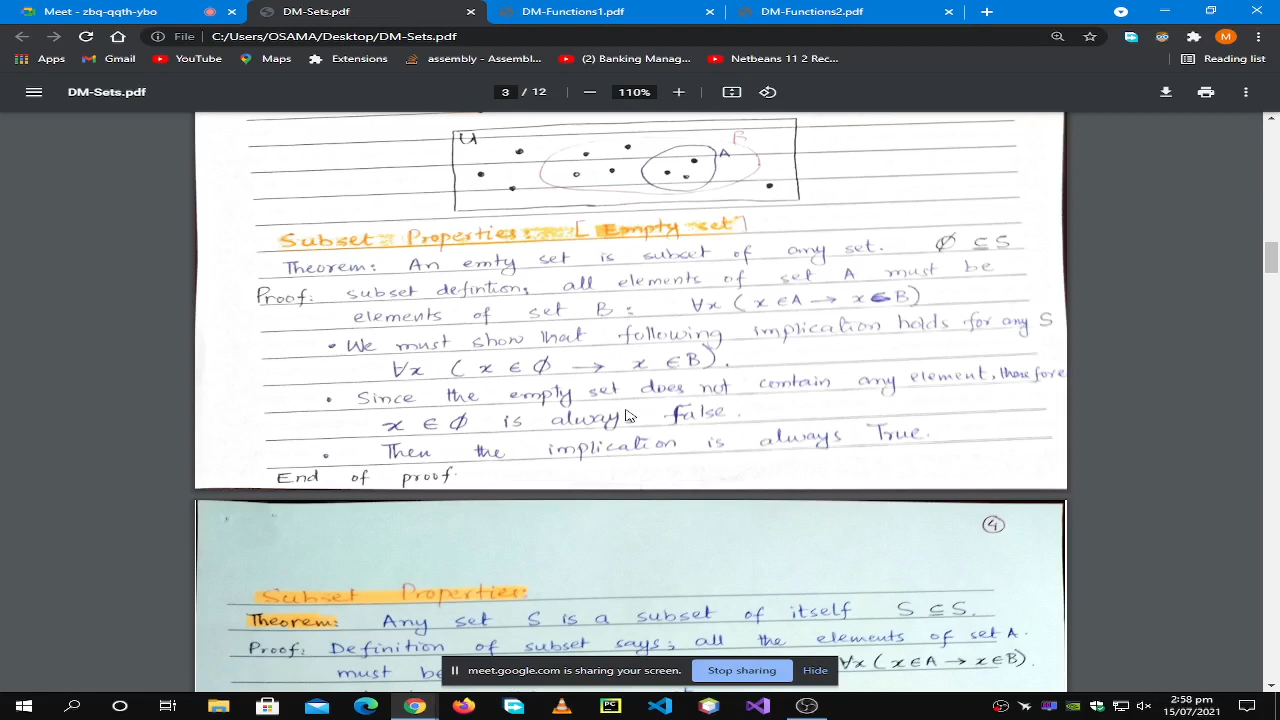 Meet - zbq-qqth-ybo
DM-Sets.pdf
DM-Functions1.pdf
DM-Functions2.pdf
File
C:/Users/OSAMA/Desktop/DM-Sets.pdf
M
Apps
Gmail
YouTube
Maps
Extensions
assembly - Assembl...
(2) Banking Manag...
Netbeans 11 2 Rec...
Reading list
DM-Sets.pdf
3 / 12
110%
U
B
A
Subset Properties: [Empty set]
Theorem: An emty set is subset of any set. ∅ ⊆ S
Proof: subset defintion, all elements of set A must be
elements of set B: ∀x (x ∈ A → x ∈ B)
• We must show that following implication holds for any S
∀x (x ∈ ∅ → x ∈ B).
• Since the empty set does not contain any element, therefore
x ∈ ∅ is always False.
• Then the implication is always True.
End of proof.
4
Subset Properties:
Theorem: Any set S is a subset of itself S ⊆ S.
Proof: Definition of subset says; all the elements of set A.
must be ∀x (x ∈ A → x ∈ B).
meet.google.com is sharing your screen.
Stop sharing
Hide
PC
2:58 pm
15/07/2021